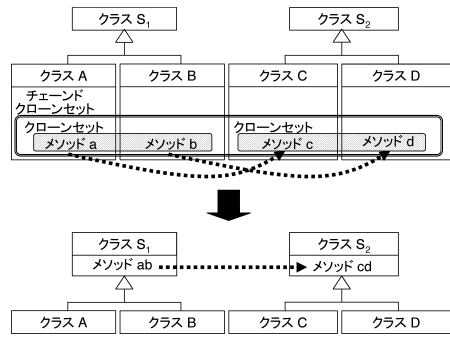 クラス S1
クラス S2
クラス A
クラス B
クラス C
クラス D
チェーンド
クローンセット
クローンセット
クローンセット
メソッド a
メソッド b
メソッド c
メソッド d
クラス S1
クラス S2
メソッド ab
メソッド cd
クラス A
クラス B
クラス C
クラス D